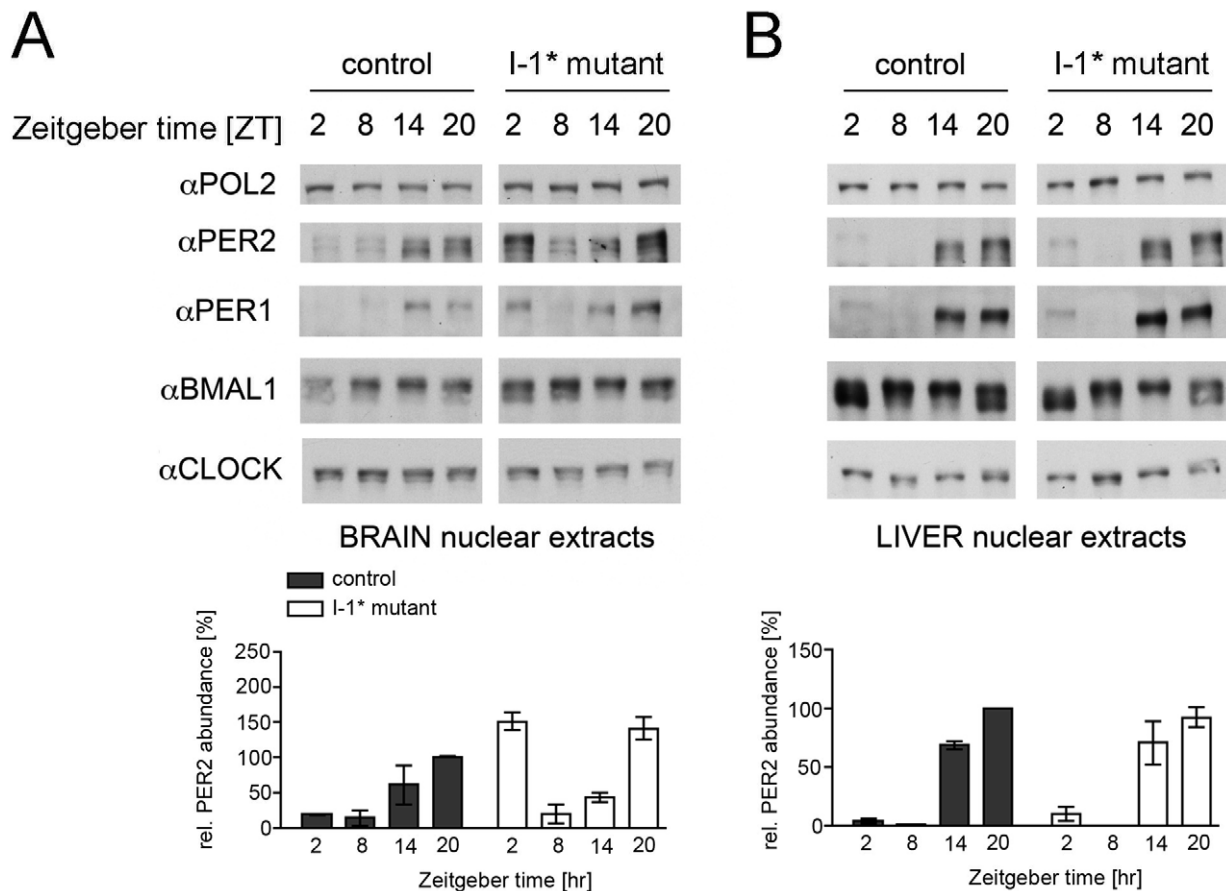 A
B
control I-1* mutant
control I-1* mutant
Zeitgeber time [ZT] 2 8 14 20 2 8 14 20
2 8 14 20 2 8 14 20
αPOL2
αPER2
αPER1
αBMAL1
αCLOCK
BRAIN nuclear extracts
LIVER nuclear extracts
control
I-1* mutant
rel. PER2 abundance [%]
250
200
150
100
50
0
2 8 14 20 2 8 14 20
Zeitgeber time [hr]
rel. PER2 abundance [%]
150
100
50
0
2 8 14 20 2 8 14 20
Zeitgeber time [hr]